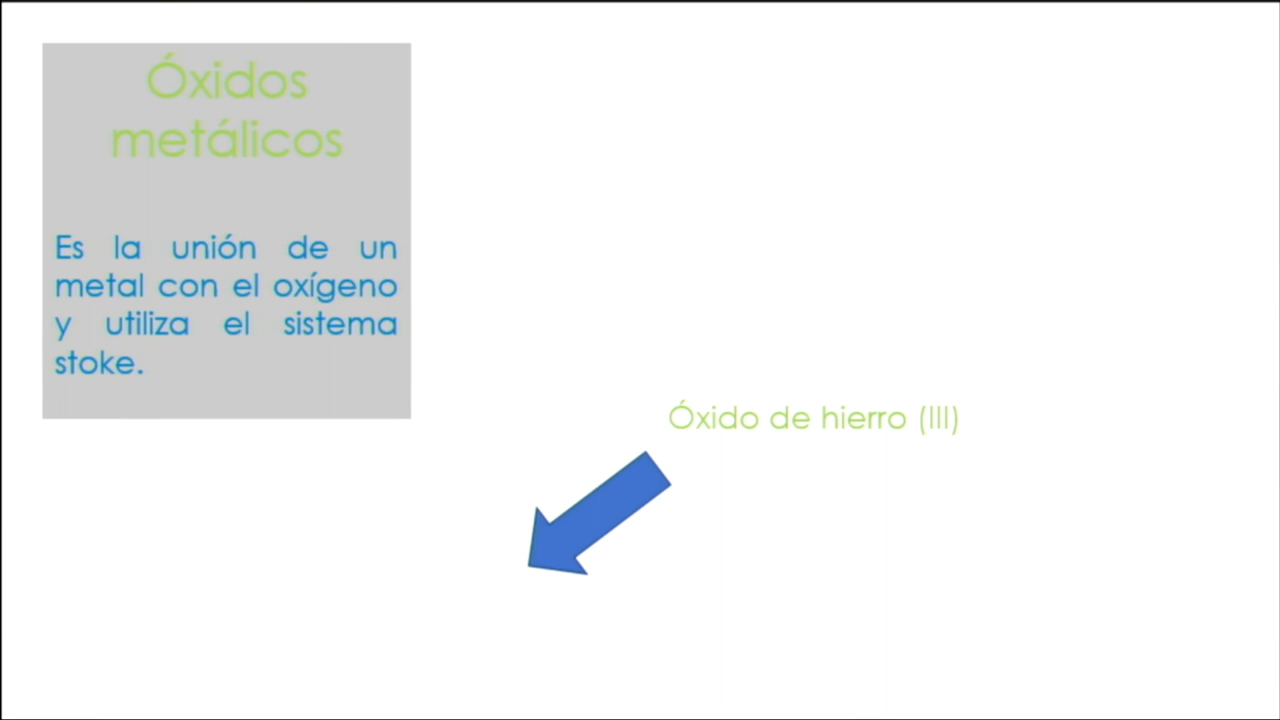 Óxidos
metálicos
Es la unión de un
metal con el oxígeno
y utiliza el sistema
stoke.
Óxido de hierro (III)